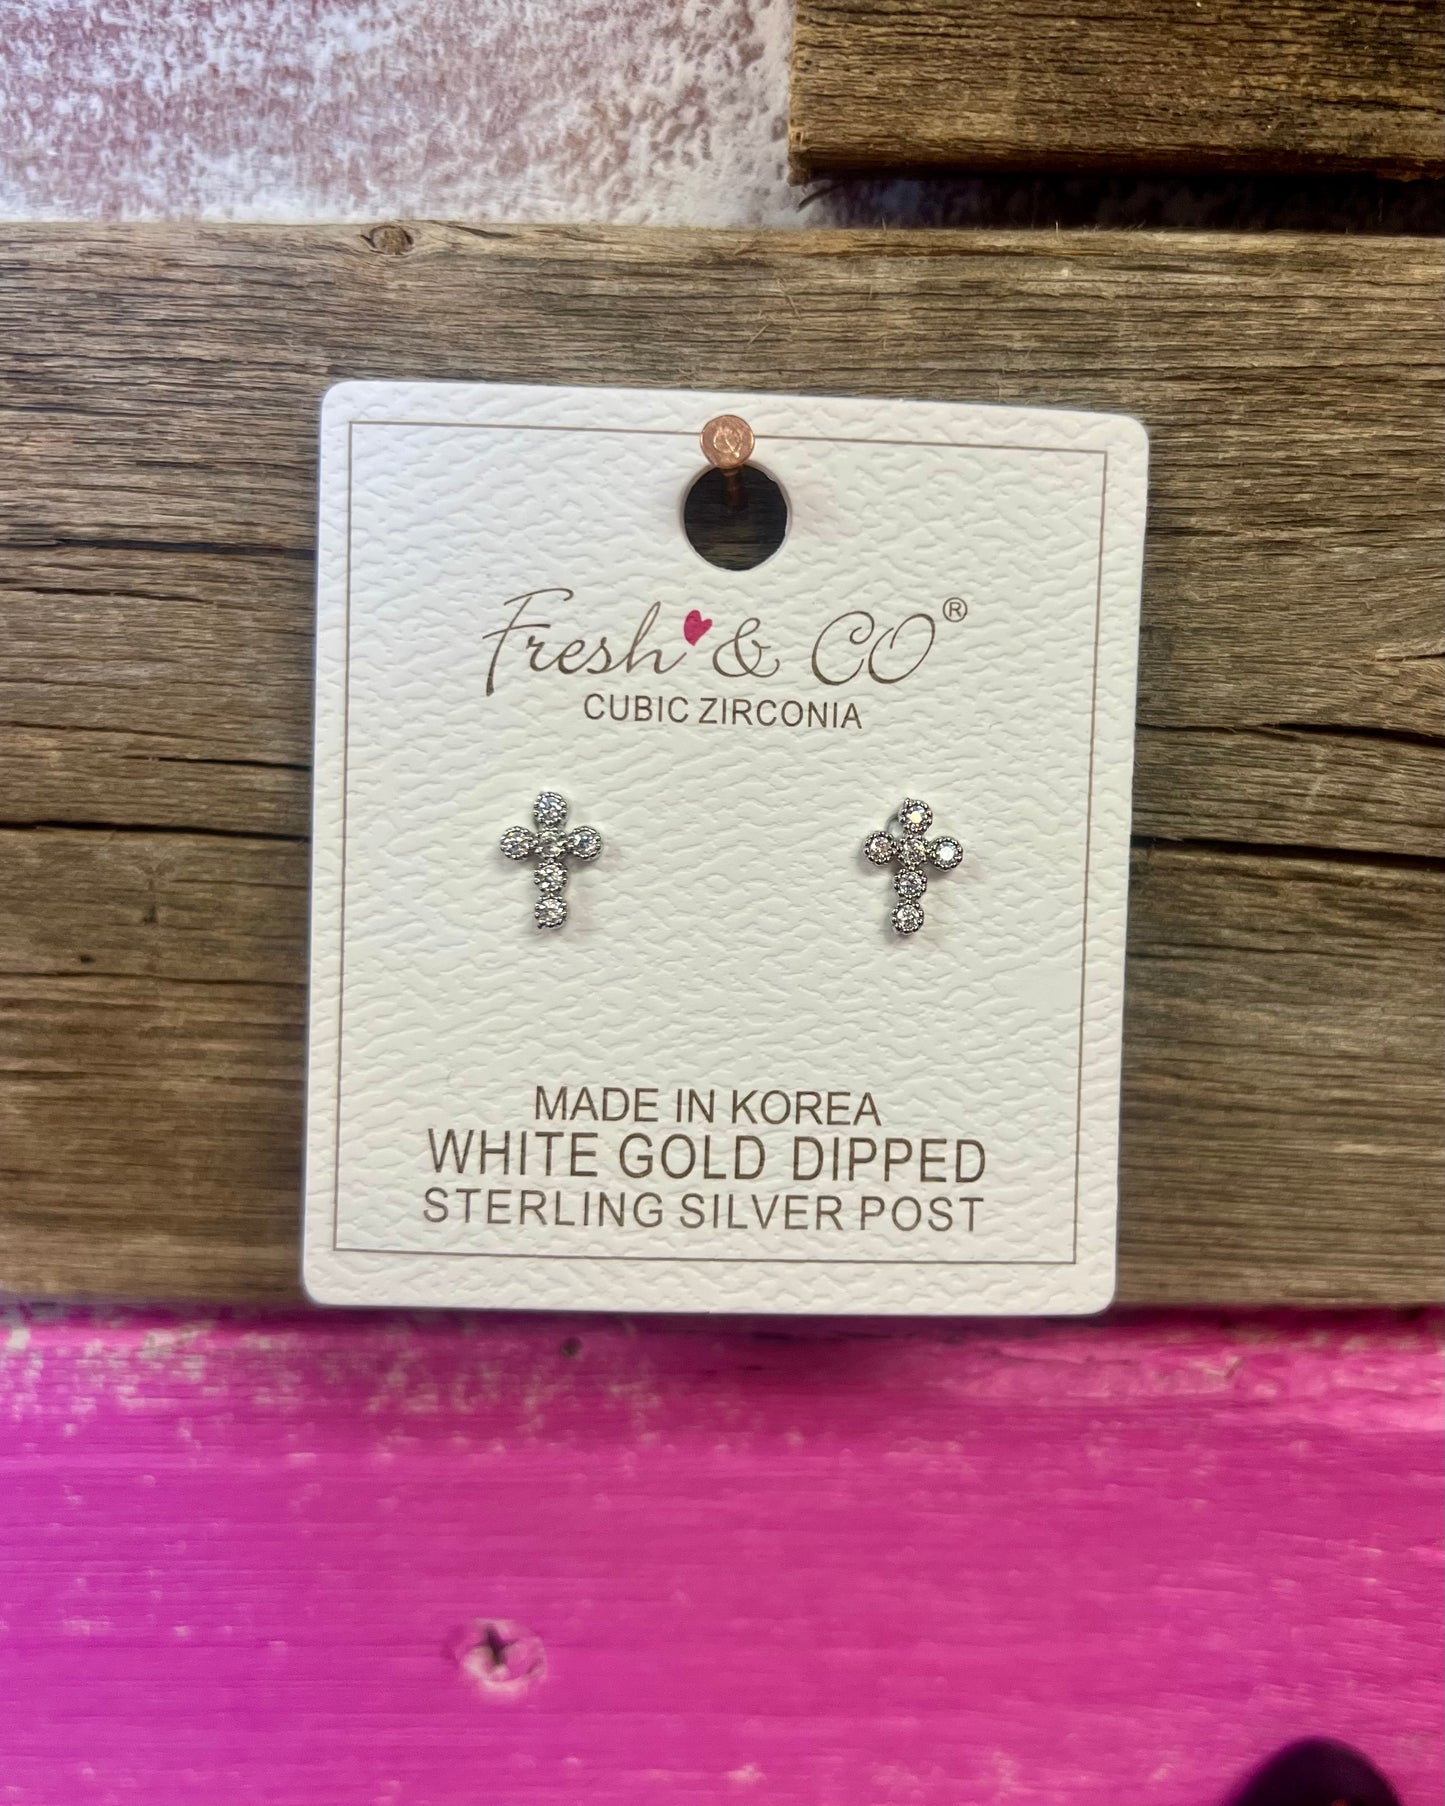 Fresh & CO®
CUBIC ZIRCONIA
MADE IN KOREA
WHITE GOLD DIPPED
STERLING SILVER POST